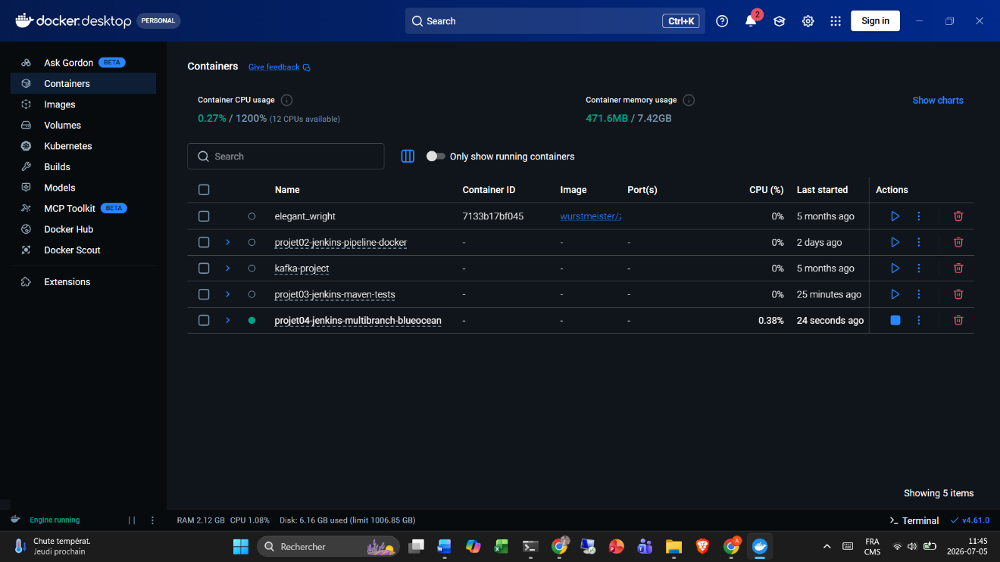 docker.desktop PERSONAL Search Ctrl+K 2 Sign in
Ask Gordon BETA
Containers
Images
Volumes
Kubernetes
Builds
Models
MCP Toolkit BETA
Docker Hub
Docker Scout
Extensions
Containers Give feedback
Container CPU usage Container memory usage Show charts
0.27% / 1200% (12 CPUs available) 471.6MB / 7.42GB
Search Only show running containers
Name Container ID Image Port(s) CPU (%) Last started Actions
elegant_wright 7133b17bf045 wurstmeister/ 0% 5 months ago
projet02-jenkins-pipeline-docker - - - 0% 2 days ago
kafka-project - - - 0% 5 months ago
projet03-jenkins-maven-tests - - - 0% 25 minutes ago
projet04-jenkins-multibranch-blueocean - - - 0.38% 24 seconds ago
Showing 5 items
Engine running RAM 2.12 GB CPU 1.08% Disk: 6.16 GB used (limit 1006.85 GB) Terminal v4.61.0
Chute températ.
Jeudi prochain
Rechercher
FRA
CMS
11:45
2026-07-05